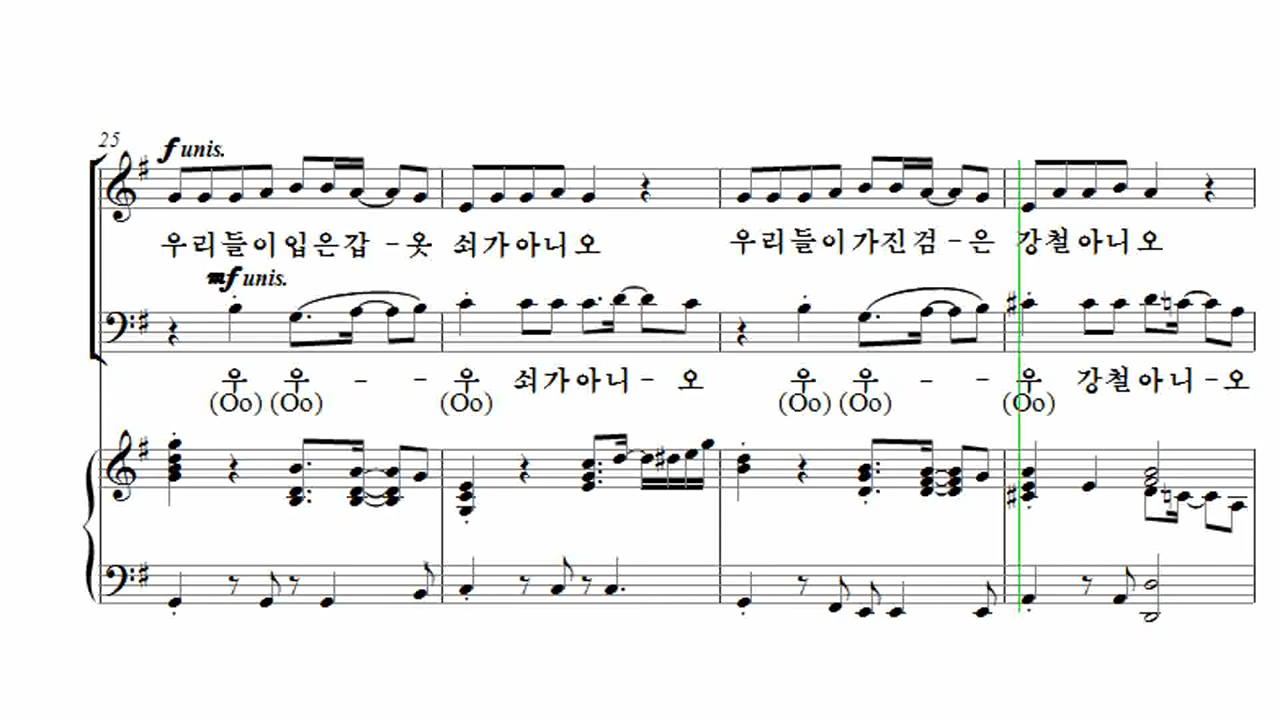 25
f unis.
우리들이입은갑-옷 쇠가아니오 우리들이가진검-은 강철아니오
mf unis.
우 우 - - 우 쇠가아니-오 우 우 - - 우 강철아니-오
(Oo) (Oo) (Oo) (Oo) (Oo) (Oo)